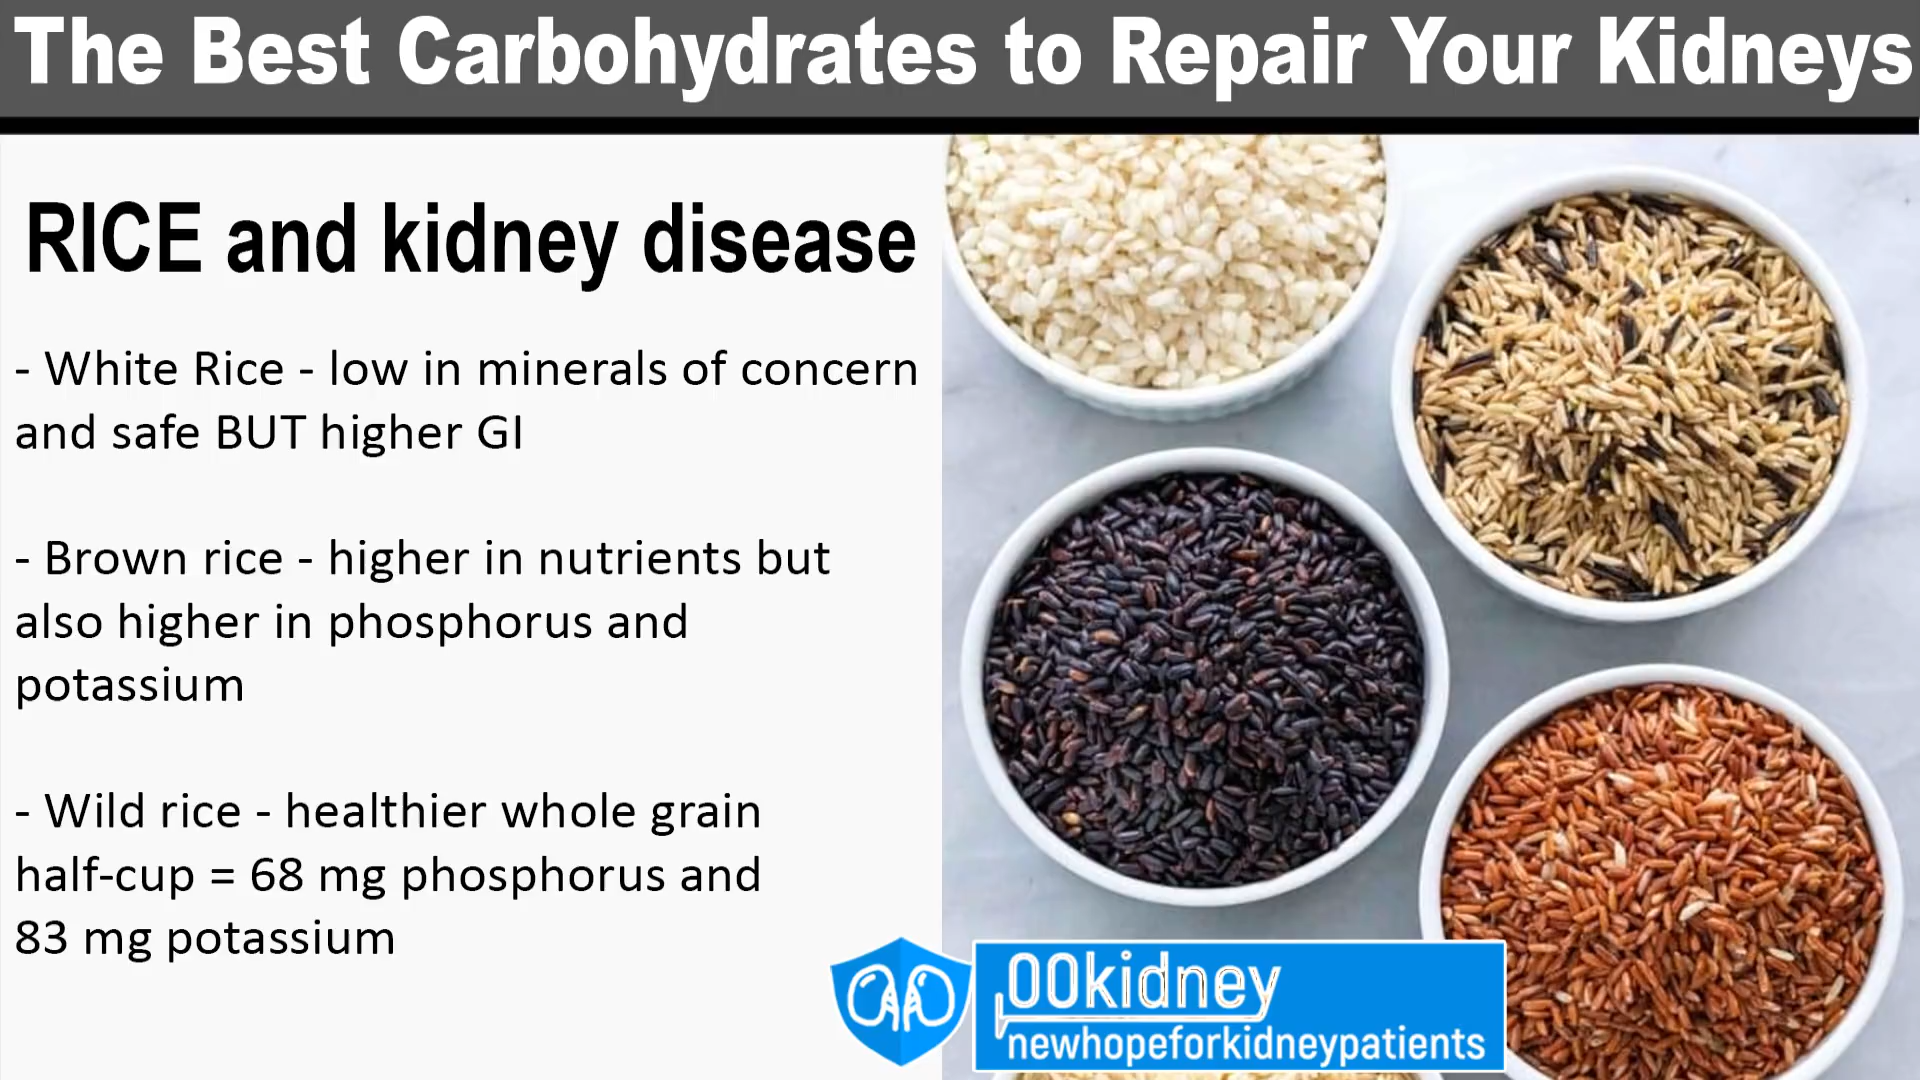 The Best Carbohydrates to Repair Your Kidneys
RICE and kidney disease
- White Rice - low in minerals of concern
and safe BUT higher GI
- Brown rice - higher in nutrients but
also higher in phosphorus and
potassium
- Wild rice - healthier whole grain
half-cup = 68 mg phosphorus and
83 mg potassium
00kidney
newhopeforkidneypatients